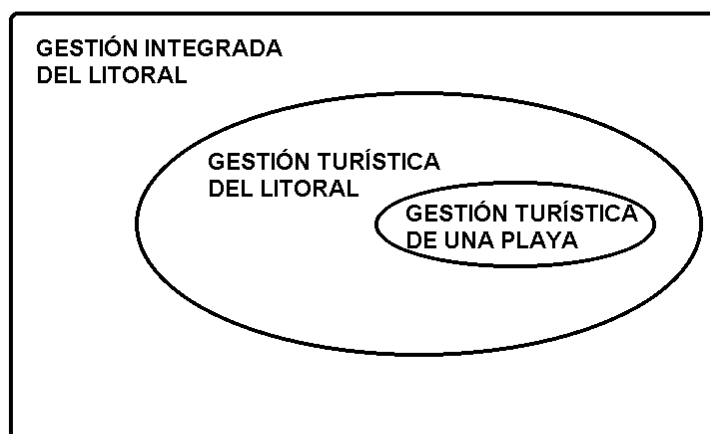 GESTIÓN INTEGRADA
DEL LITORAL
GESTIÓN TURÍSTICA
DEL LITORAL
GESTIÓN TURÍSTICA
DE UNA PLAYA